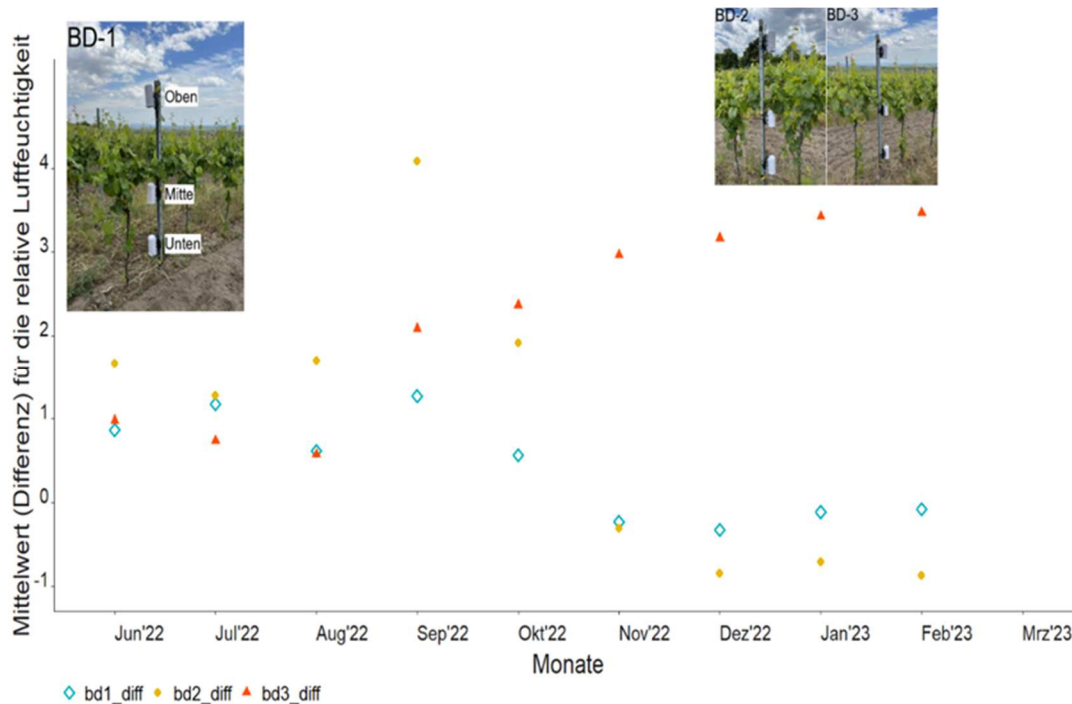 BD-1
Oben
Mitte
Unten
BD-2
BD-3
Mittelwert (Differenz) für die relative Luftfeuchtigkeit
4
3
2
1
0
-1
Jun'22 Jul'22 Aug'22 Sep'22 Okt'22 Nov'22 Dez'22 Jan'23 Feb'23 Mrz'23
Monate
bd1_diff bd2_diff bd3_diff